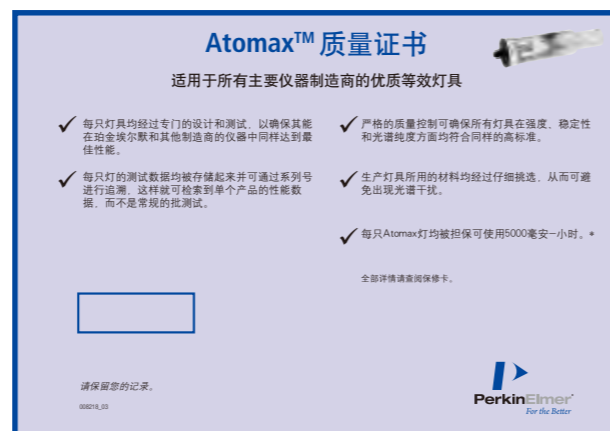 Atomax™ 质量证书
适用于所有主要仪器制造商的优质等效灯具
每只灯具均经过专门的设计和测试，以确保其能
在珀金埃尔默和其他制造商的仪器中同样达到最
佳性能。
每只灯的测试数据均被存储起来并可通过系列号
进行追溯，这样就可检索到单个产品的性能数
据，而不是常规的批测试。
严格的质量控制可确保所有灯具在强度、稳定性
和光谱纯度方面均符合同样的高标准。
生产灯具所用的材料均经过仔细挑选，从而可避
免出现光谱干扰。
每只Atomax灯均被担保可使用5000毫安-小时。*
全部详情请查阅保修卡。
请保留您的记录。
008218_03
PerkinElmer
For the Better